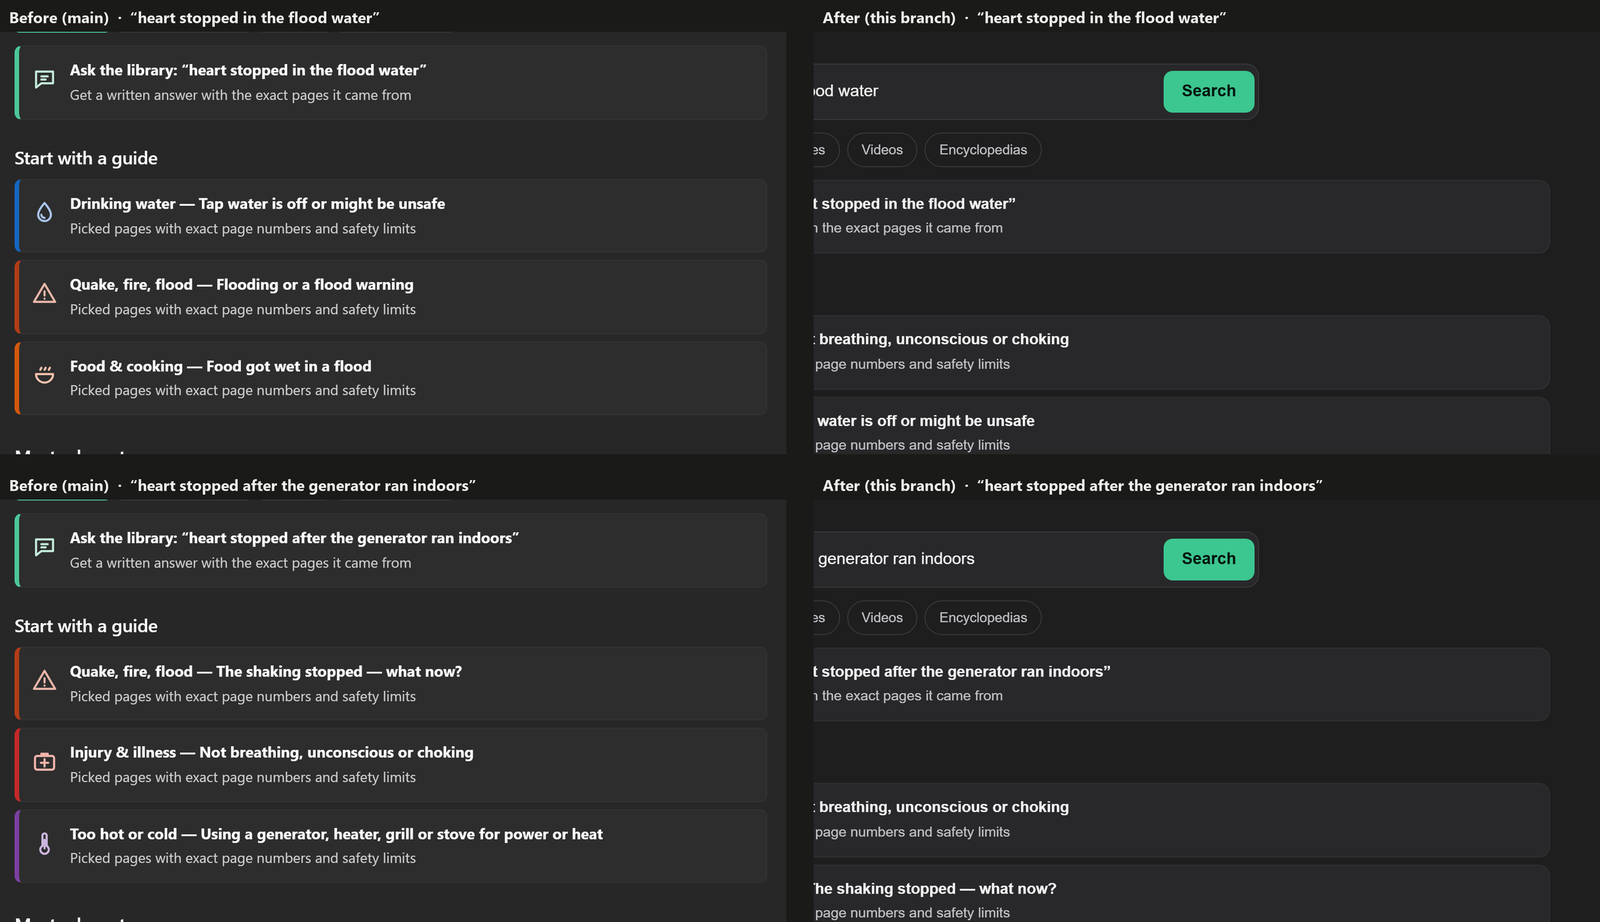 Before (main) · “heart stopped in the flood water”
Ask the library: “heart stopped in the flood water”
Get a written answer with the exact pages it came from
Start with a guide
Drinking water — Tap water is off or might be unsafe
Picked pages with exact page numbers and safety limits
Quake, fire, flood — Flooding or a flood warning
Picked pages with exact page numbers and safety limits
Food & cooking — Food got wet in a flood
Picked pages with exact page numbers and safety limits
After (this branch) · “heart stopped in the flood water”
ood water
Search
es
Videos
Encyclopedias
t stopped in the flood water”
the exact pages it came from
breathing, unconscious or choking
page numbers and safety limits
water is off or might be unsafe
page numbers and safety limits
Before (main) · “heart stopped after the generator ran indoors”
Ask the library: “heart stopped after the generator ran indoors”
Get a written answer with the exact pages it came from
Start with a guide
Quake, fire, flood — The shaking stopped — what now?
Picked pages with exact page numbers and safety limits
Injury & illness — Not breathing, unconscious or choking
Picked pages with exact page numbers and safety limits
Too hot or cold — Using a generator, heater, grill or stove for power or heat
Picked pages with exact page numbers and safety limits
After (this branch) · “heart stopped after the generator ran indoors”
generator ran indoors
Search
es
Videos
Encyclopedias
t stopped after the generator ran indoors”
the exact pages it came from
breathing, unconscious or choking
page numbers and safety limits
The shaking stopped — what now?
page numbers and safety limits